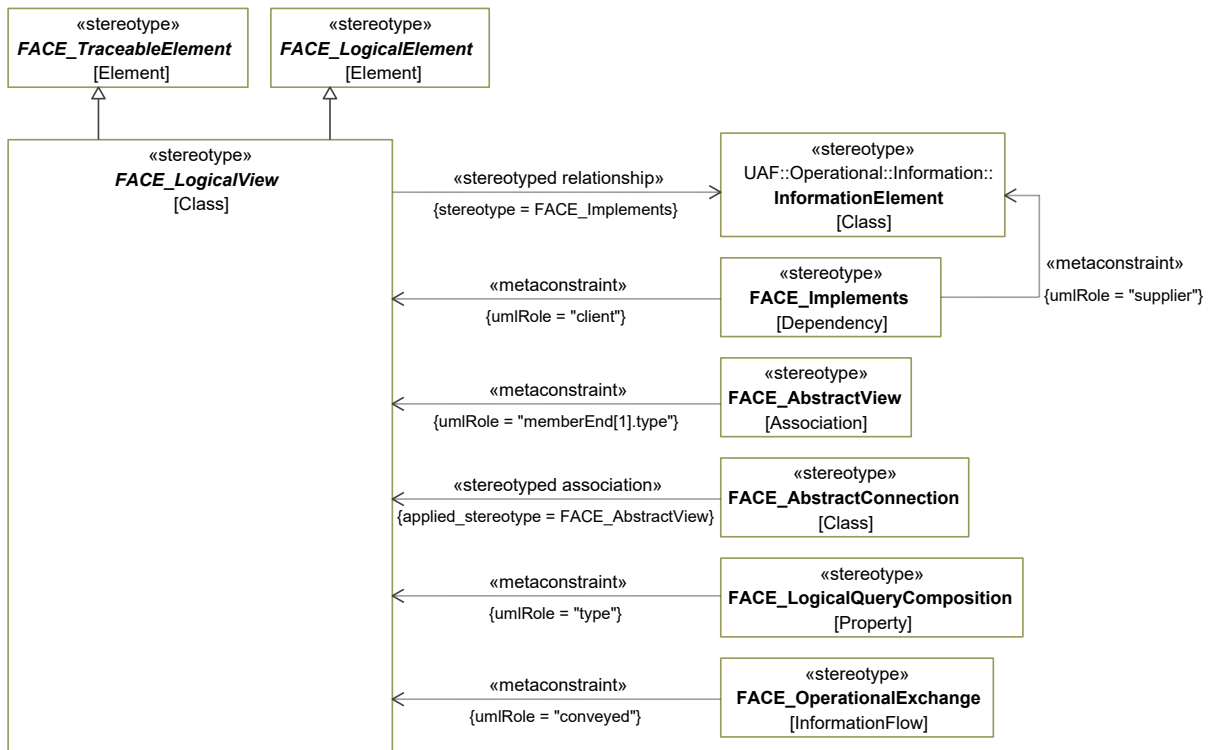 «stereotype»
FACE_TraceableElement
[Element]
«stereotype»
FACE_LogicalElement
[Element]
«stereotype»
FACE_LogicalView
[Class]
«stereotyped relationship»
{stereotype = FACE_Implements}
«stereotype»
UAF::Operational::Information::
InformationElement
[Class]
«metaconstraint»
{umlRole = "supplier"}
«metaconstraint»
{umlRole = "client"}
«stereotype»
FACE_Implements
[Dependency]
«metaconstraint»
{umlRole = "memberEnd[1].type"}
«stereotype»
FACE_AbstractView
[Association]
«stereotyped association»
{applied_stereotype = FACE_AbstractView}
«stereotype»
FACE_AbstractConnection
[Class]
«metaconstraint»
{umlRole = "type"}
«stereotype»
FACE_LogicalQueryComposition
[Property]
«metaconstraint»
{umlRole = "conveyed"}
«stereotype»
FACE_OperationalExchange
[InformationFlow]